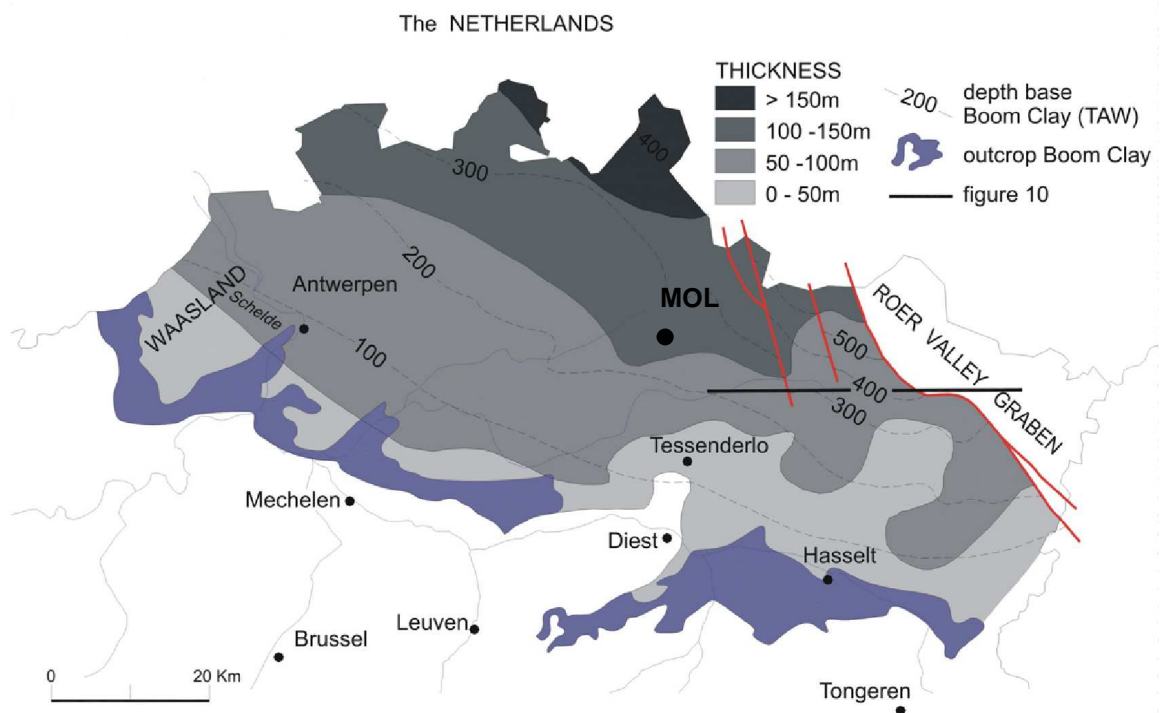 The NETHERLANDS
THICKNESS
> 150m
100 -150m
50 -100m
0 - 50m
200
depth base
Boom Clay (TAW)
outcrop Boom Clay
figure 10
400
300
200
100
WAASLAND
Schelde
Antwerpen
MOL
ROER VALLEY GRABEN
500
400
300
Tessenderlo
Mechelen
Diest
Hasselt
Leuven
Brussel
Tongeren
0
20 Km